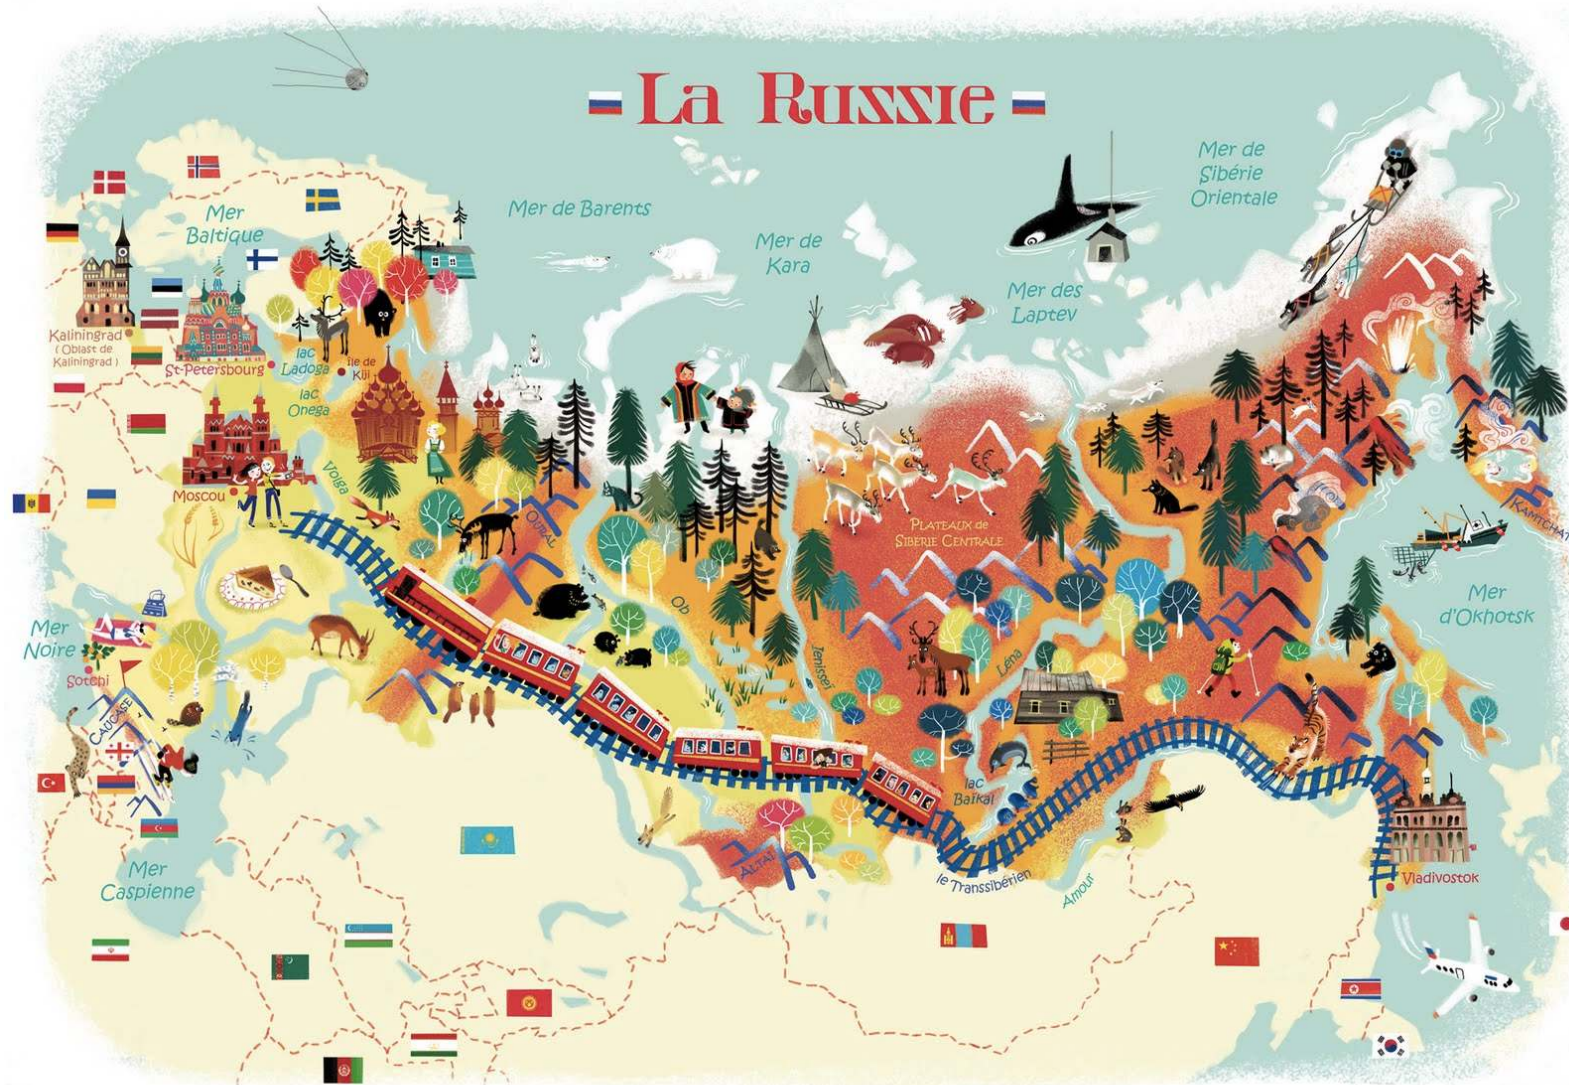 La Russie
Mer de
Sibérie
Orientale
Mer de Barents
Mer
Baltique
Mer de
Kara
Mer des
Laptev
Kaliningrad
( Oblast de
Kaliningrad )
St-Petersbourg
lac
Ladoga
île de
Kiji
lac
Onega
Moscou
Volga
Oural
PLATEAUX de
SIBERIE CENTRALE
KAMTCHAT
Mer
d'Okhotsk
Ob
Ienisseï
Léna
Mer
Noire
Sotchi
CAUCASE
lac
Baïkal
Mer
Caspienne
ALTAÏ
le Transsibérien
Amour
Vladivostok